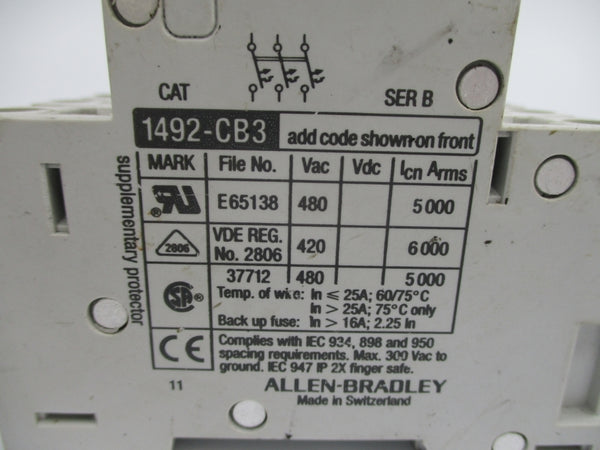 CAT SER B
1492-CB3 add code shown on front
MARK File No. Vac Vdc Icn Arms
E65138 480 5000
2806 VDE REG. No. 2806 420 6000
37712 480 5000
Temp. of wire: In ≤ 25A; 60/75°C
In > 25A; 75°C only
Back up fuse: In > 16A; 2.25 In
Complies with IEC 934, 898 and 950
spacing requirements. Max. 300 Vac to
ground. IEC 947 IP 2X finger safe.
11 ALLEN-BRADLEY
Made in Switzerland
supplementary protector